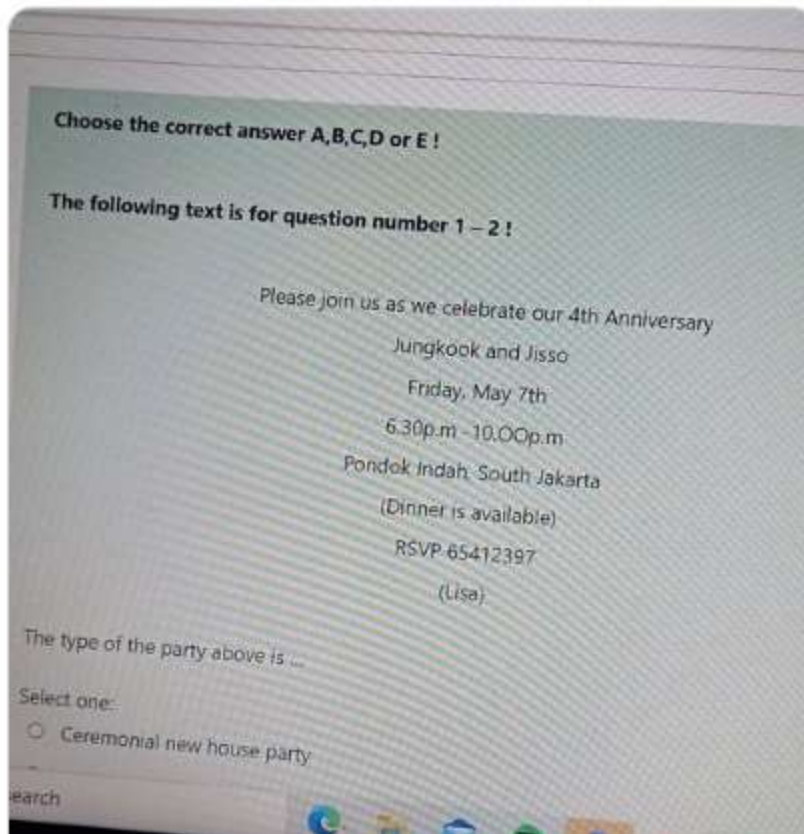 Choose the correct answer A,B,C,D or E !
The following text is for question number 1 – 2 !
Please join us as we celebrate our 4th Anniversary
Jungkook and Jisso
Friday, May 7th
6.30p.m -10.OOp.m
Pondok Indah, South Jakarta
(Dinner is available)
RSVP 65412397
(Lisa)
The type of the party above is ...
Select one:
Ceremonial new house party
earch